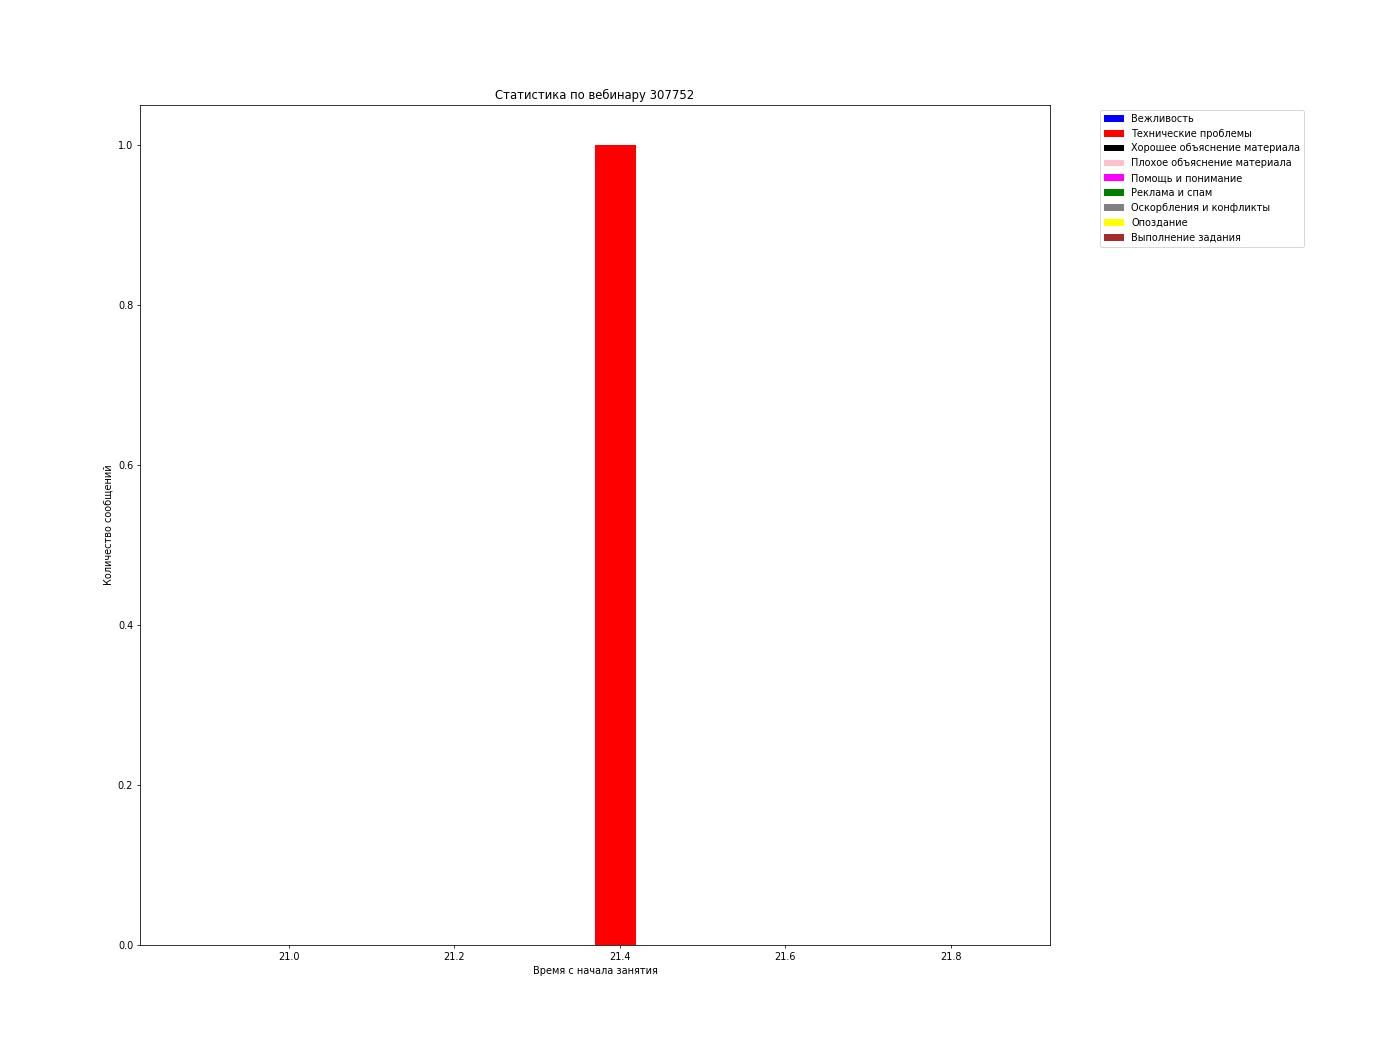 Статистика по вебинару 307752
Вежливость
Технические проблемы
Хорошее объяснение материала
Плохое объяснение материала
Помощь и понимание
Реклама и спам
Оскорбления и конфликты
Опоздание
Выполнение задания
1.0
0.8
0.6
0.4
0.2
0.0
Количество сообщений
21.0 21.2 21.4 21.6 21.8
Время с начала занятия